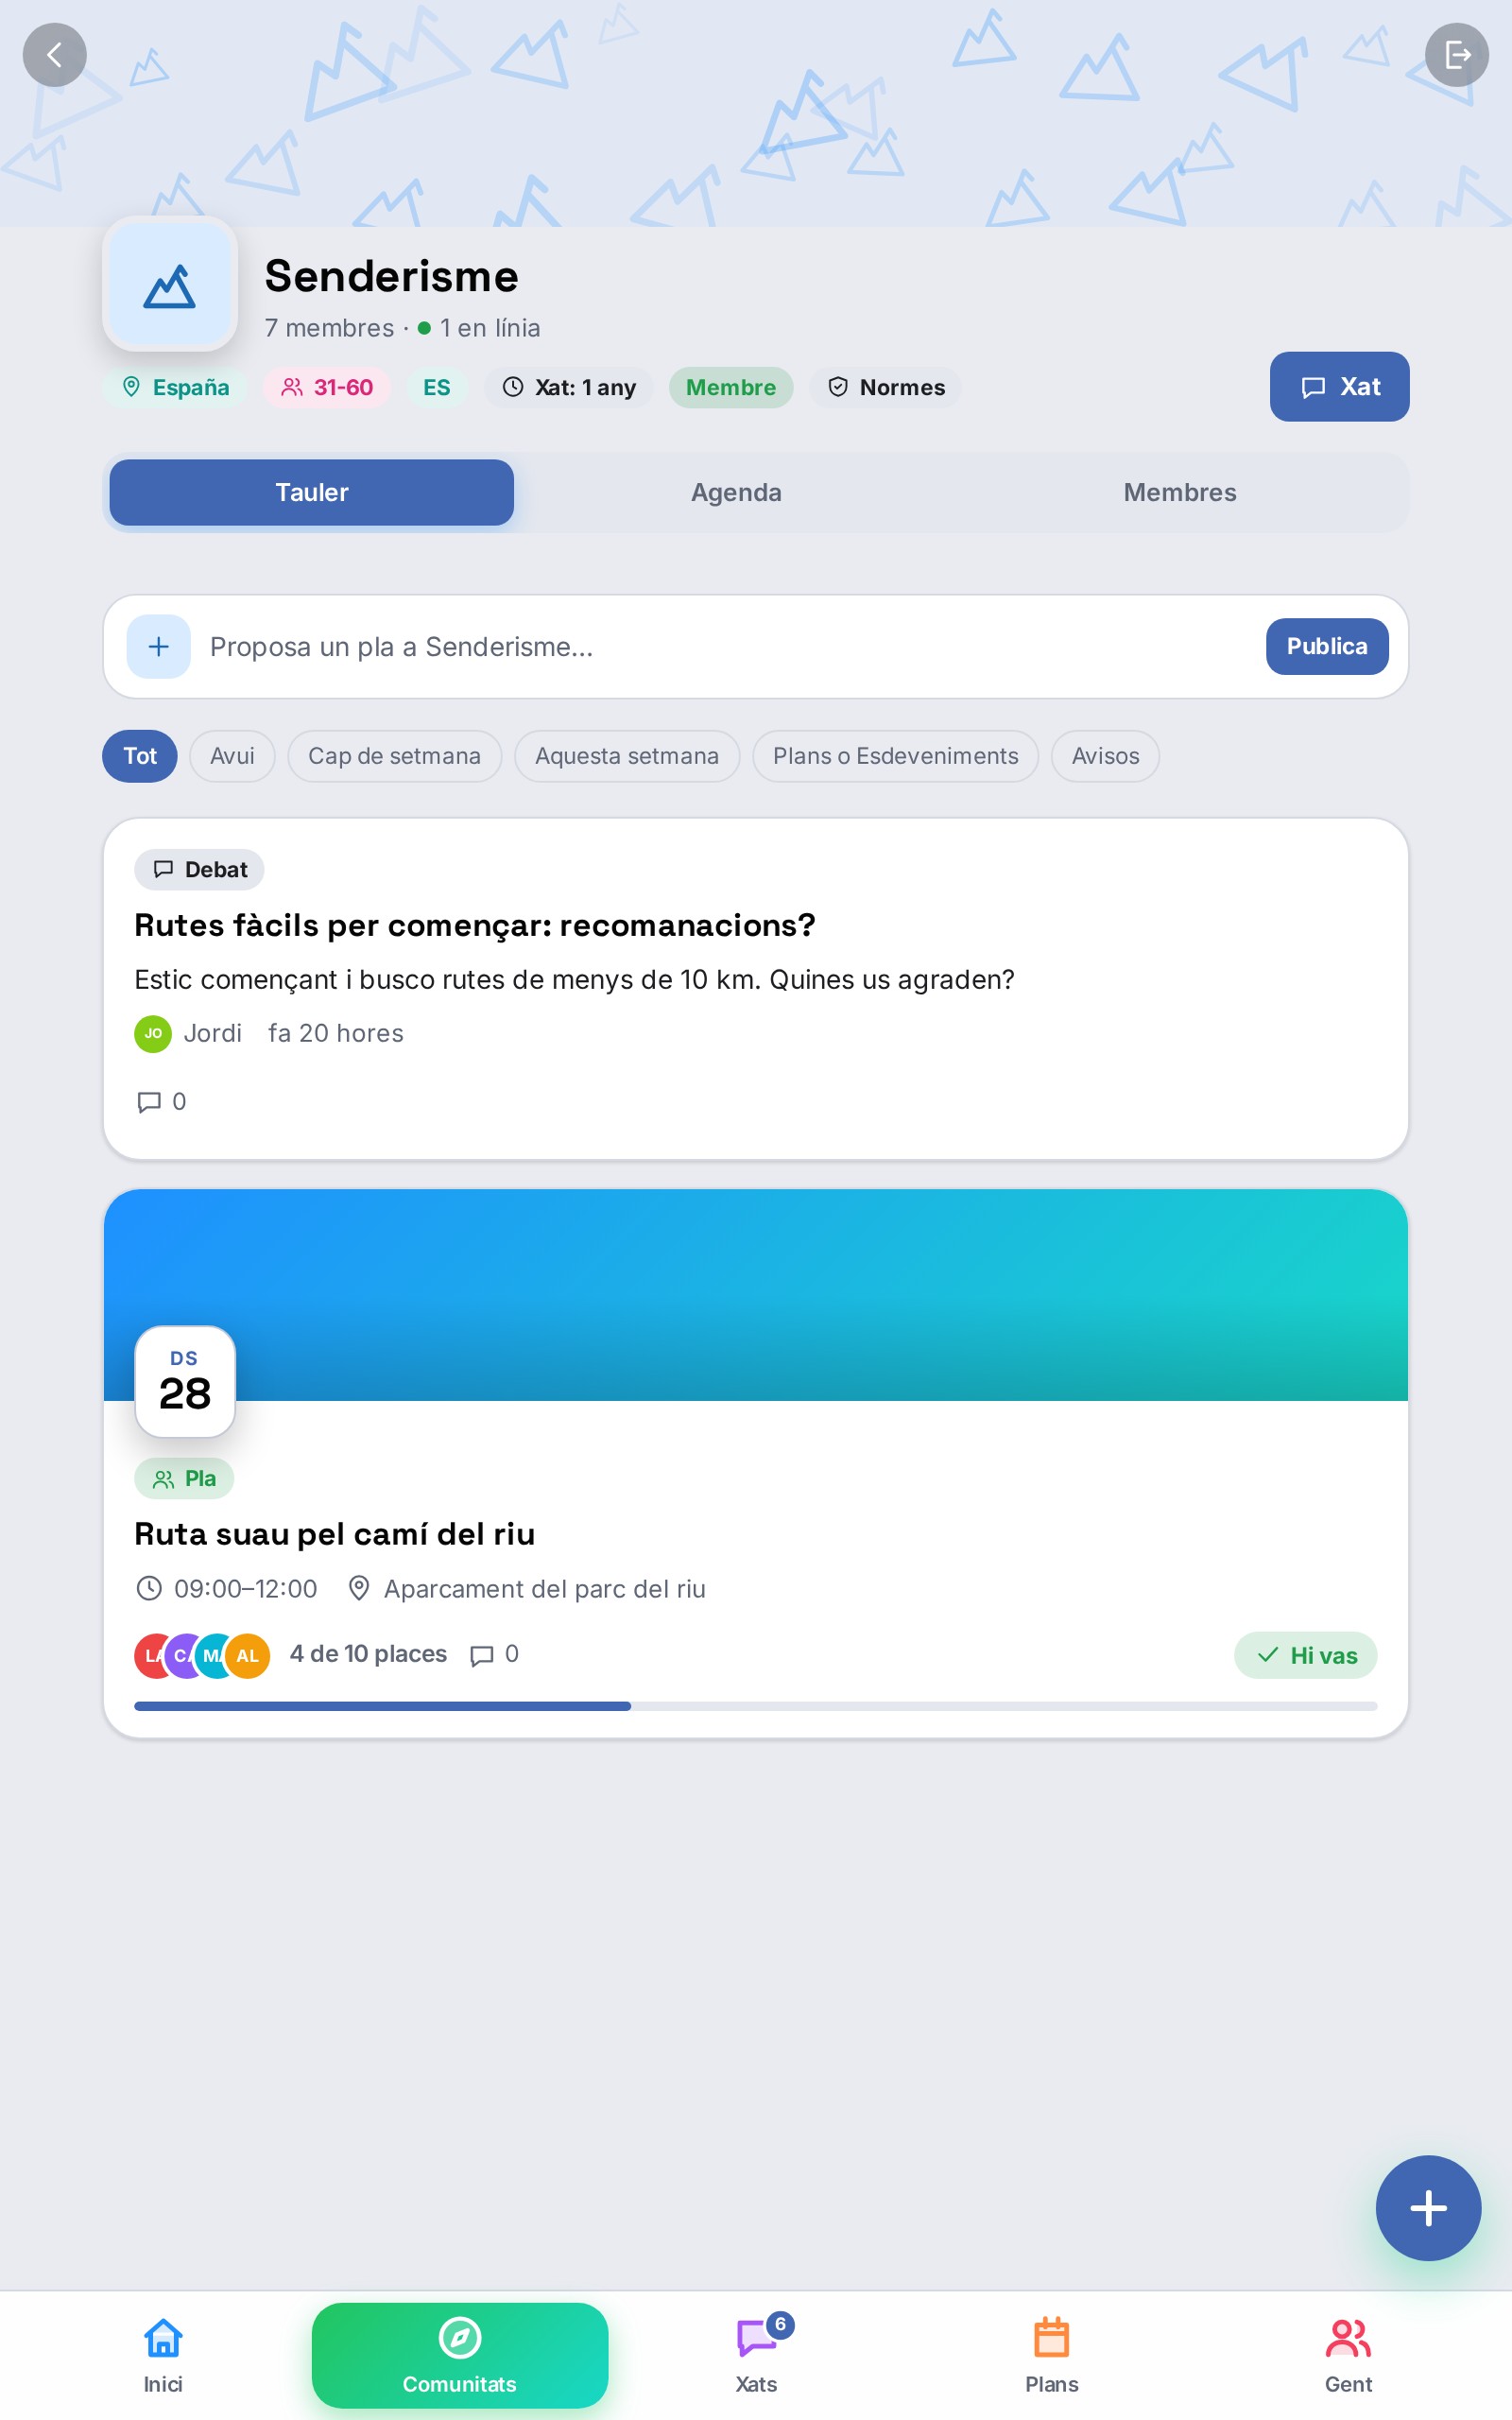 Senderisme
7 membres · 1 en línia
España 31-60 ES Xat: 1 any Membre Normes
Xat
Tauler Agenda Membres
Proposa un pla a Senderisme...
Publica
Tot Avui Cap de setmana Aquesta setmana Plans o Esdeveniments Avisos
Debat
Rutes fàcils per començar: recomanacions?
Estic començant i busco rutes de menys de 10 km. Quines us agraden?
JO Jordi fa 20 hores
0
DS
28
Pla
Ruta suau pel camí del riu
09:00–12:00 Aparcament del parc del riu
AL 4 de 10 places 0 Hi vas
6
Inici Comunitats Xats Plans Gent